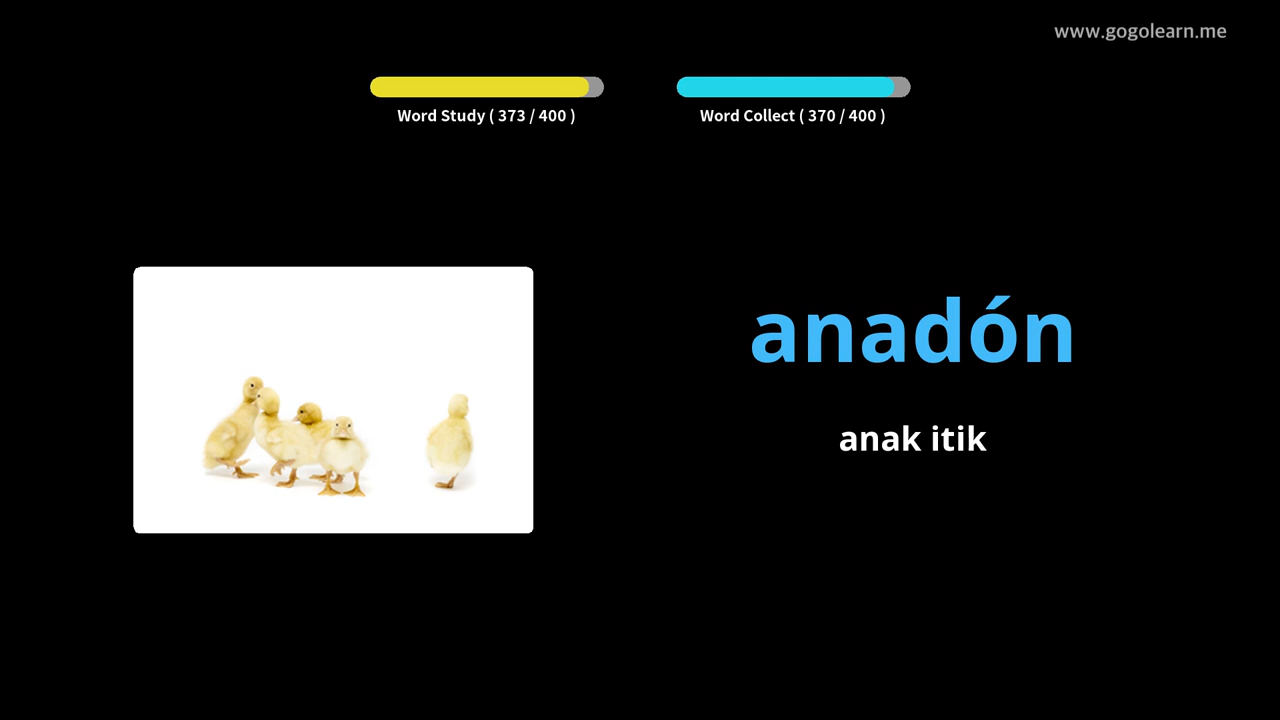 www.gogolearn.me
Word Study ( 373 / 400 )
Word Collect ( 370 / 400 )
anadón
anak itik